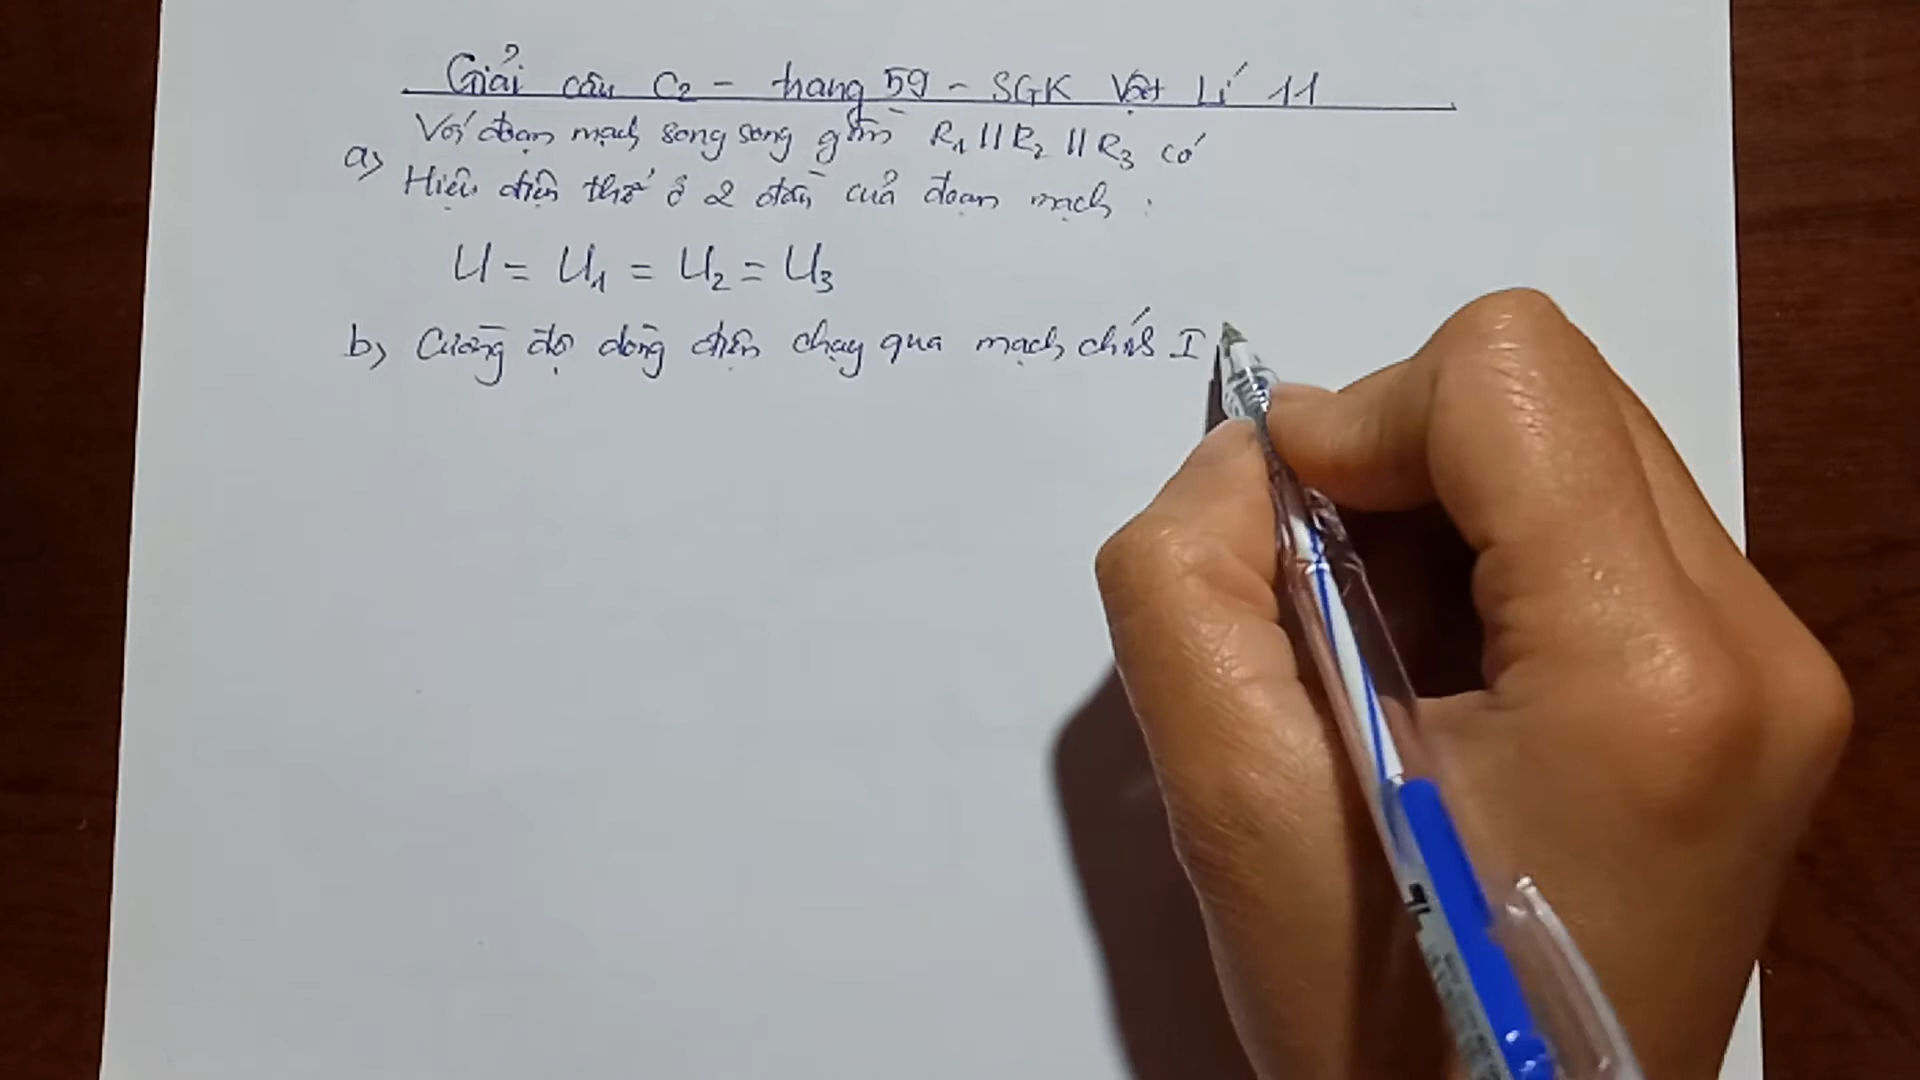 Giải câu C2 - trang 59 - SGK Vật Lí 11
Với đoạn mạch song song gồm R1 // R2 // R3 có
a) Hiệu điện thế ở 2 đầu của đoạn mạch :
U = U1 = U2 = U3
b) Cường độ dòng điện chạy qua mạch chính I